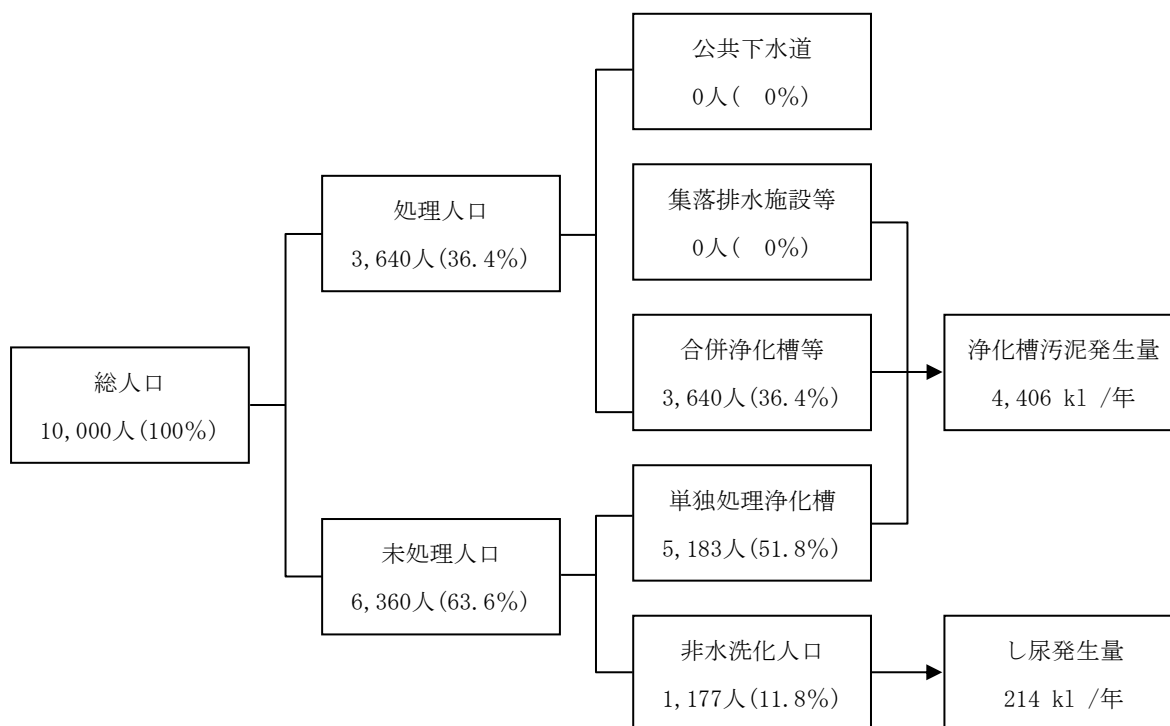 公共下水道
0人(　0%)
集落排水施設等
0人(　0%)
処理人口
3,640人(36.4%)
合併浄化槽等
3,640人(36.4%)
浄化槽汚泥発生量
4,406 kl /年
総人口
10,000人(100%)
単独処理浄化槽
5,183人(51.8%)
未処理人口
6,360人(63.6%)
非水洗化人口
1,177人(11.8%)
し尿発生量
214 kl /年